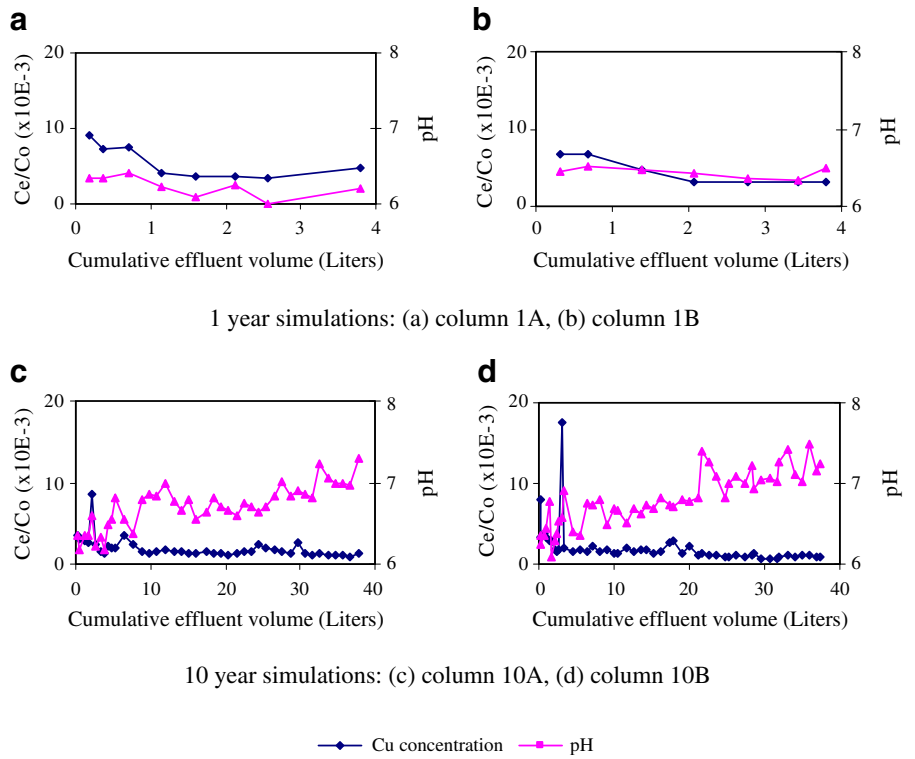 a
b
20
10
0
Ce/Co (x10E-3)
8
7
6
pH
0 1 2 3 4
Cumulative effluent volume (Liters)
20
10
0
Ce/Co (x10E-3)
8
7
6
pH
0 1 2 3 4
Cumulative effluent volume (Liters)
1 year simulations: (a) column 1A, (b) column 1B
c
d
20
10
0
Ce/Co (x10E-3)
8
7
6
pH
0 10 20 30 40
Cumulative effluent volume (Liters)
20
10
0
Ce/Co (x10E-3)
8
7
6
pH
0 10 20 30 40
Cumulative effluent volume (Liters)
10 year simulations: (c) column 10A, (d) column 10B
Cu concentration pH